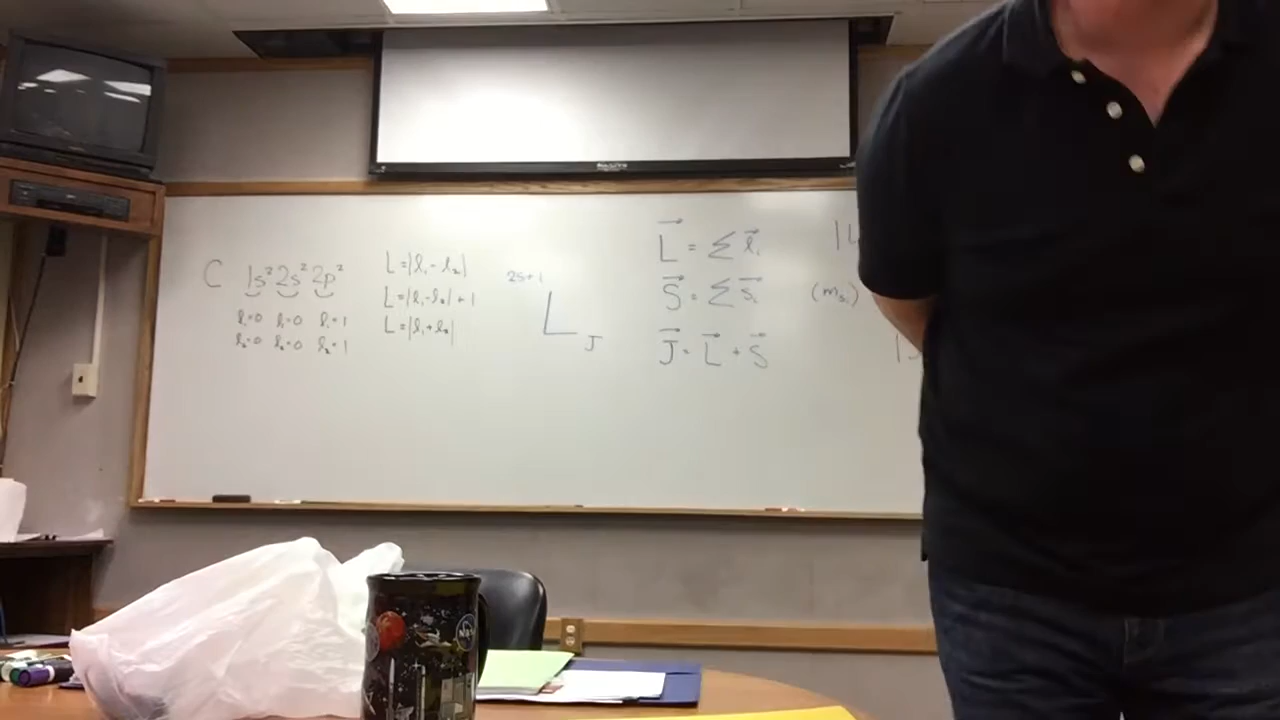 C 1s² 2s² 2p²
l₁=0 l₁=0 l₁=1
l₂=0 l₂=0 l₂=1
L=|l₁-l₂|
L=|l₁-l₂|+1
L=|l₁+l₂|
2S+1
L
J
L⃗ = Σ l⃗ᵢ
S⃗ = Σ s⃗ᵢ
J⃗ = L⃗ + S⃗
|L
(m_sᵢ)